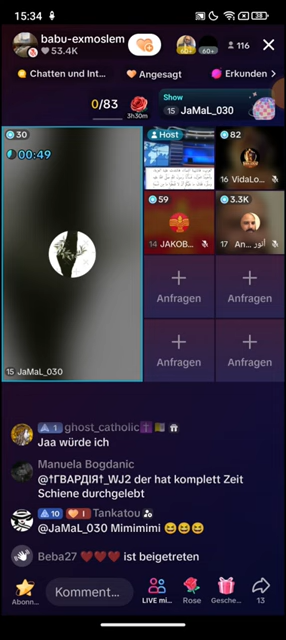 15:34
38
babu-exmoslem
53.4K
60+
116
Chatten und Int...
Angesagt
Erkunden
0/83
3h30m
Show
15 JaMaL_030
30
00:49
Host
82
16 VidaLo...
59
3.3K
14 JAKOB...
17 An... أنور
Anfragen
Anfragen
Anfragen
Anfragen
15 JaMaL_030
1 ghost_catholic
Jaa würde ich
Manuela Bogdanic
@†ГВАРДІЯ†_WJ2 der hat komplett Zeit
Schiene durchgelebt
10 I Tankatou
@JaMaL_030 Mimimimi
Beba27 ist beigetreten
Abonn...
Komment...
LIVE mi...
Rose
Gesche...
13